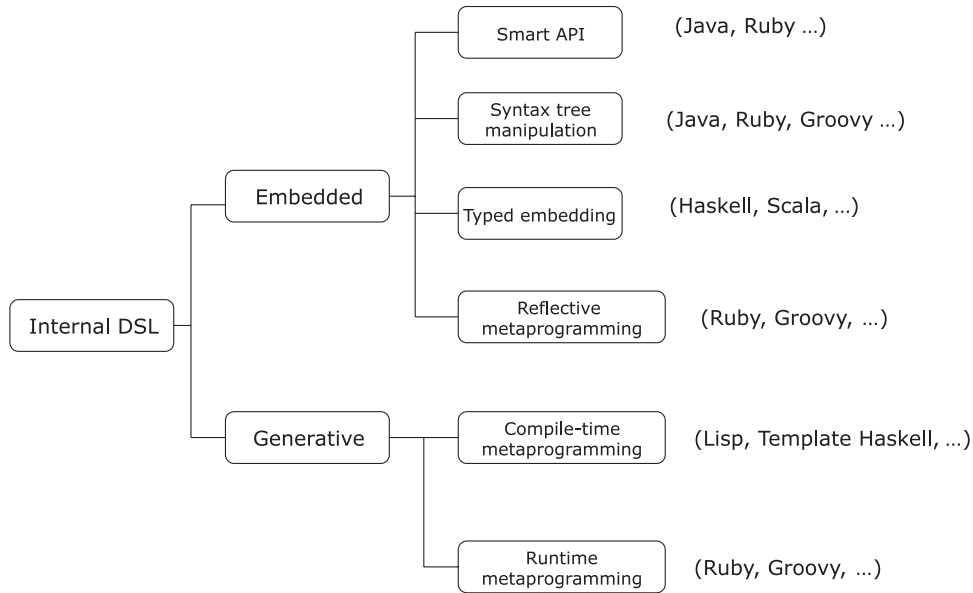 Smart API
(Java, Ruby ...)
Syntax tree
manipulation
(Java, Ruby, Groovy ...)
Embedded
Typed embedding
(Haskell, Scala, ...)
Reflective
metaprogramming
(Ruby, Groovy, ...)
Internal DSL
Generative
Compile-time
metaprogramming
(Lisp, Template Haskell, ...)
Runtime
metaprogramming
(Ruby, Groovy, ...)